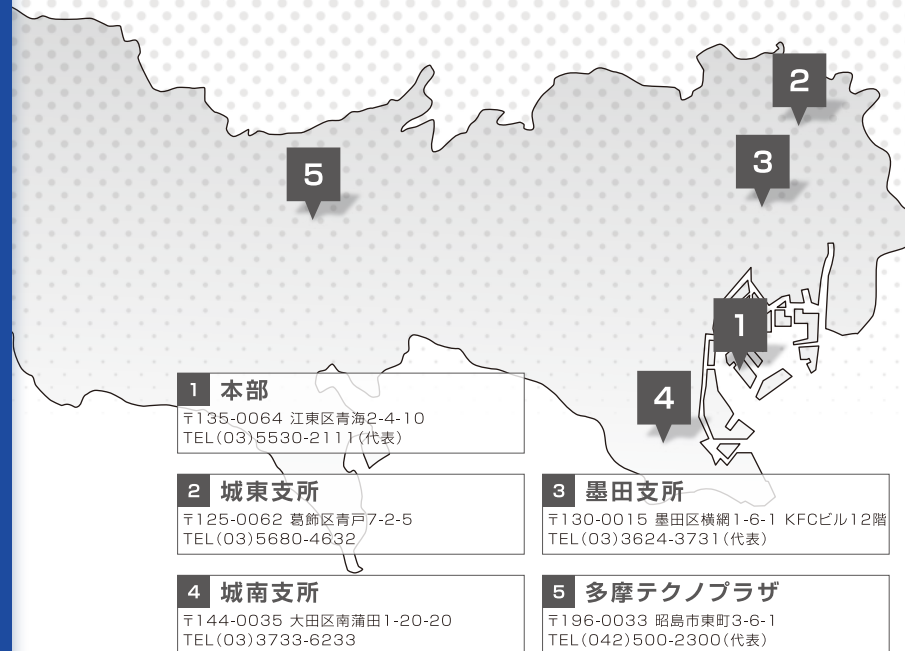 2
3
5
1
4
1 本部
〒135-0064 江東区青海2-4-10
TEL(03)5530-2111(代表)
2 城東支所
〒125-0062 葛飾区青戸7-2-5
TEL(03)5680-4632
3 墨田支所
〒130-0015 墨田区横網1-6-1 KFCビル12階
TEL(03)3624-3731(代表)
4 城南支所
〒144-0035 大田区南蒲田1-20-20
TEL(03)3733-6233
5 多摩テクノプラザ
〒196-0033 昭島市東町3-6-1
TEL(042)500-2300(代表)